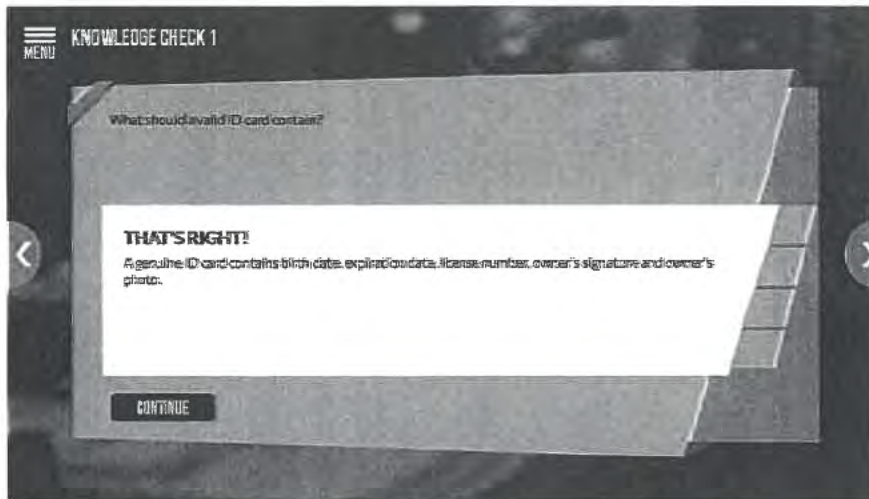 MENU
KNOWLEDGE CHECK 1
What should a valid ID card contain?
THAT'S RIGHT!
A genuine ID card contains birth date, expiration date, license number, owner's signature and owner's
photo.
CONTINUE